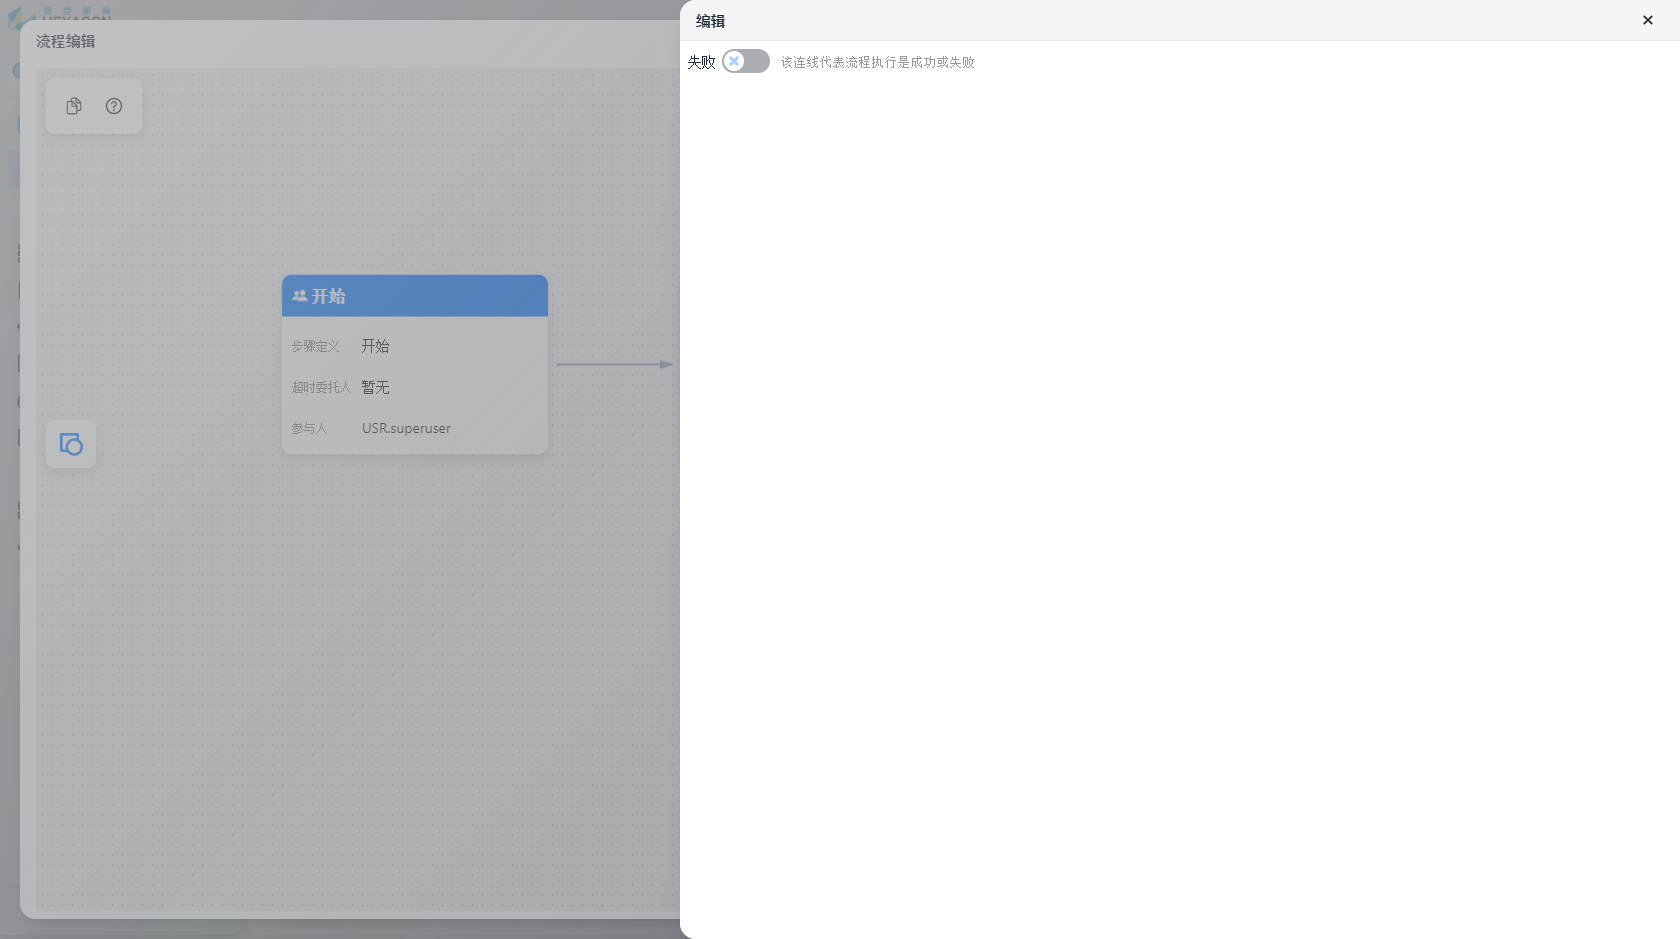 流程编辑
开始
步骤定义 开始
超时委托人 暂无
参与人 USR.superuser
编辑
失败 该连线代表流程执行是成功或失败